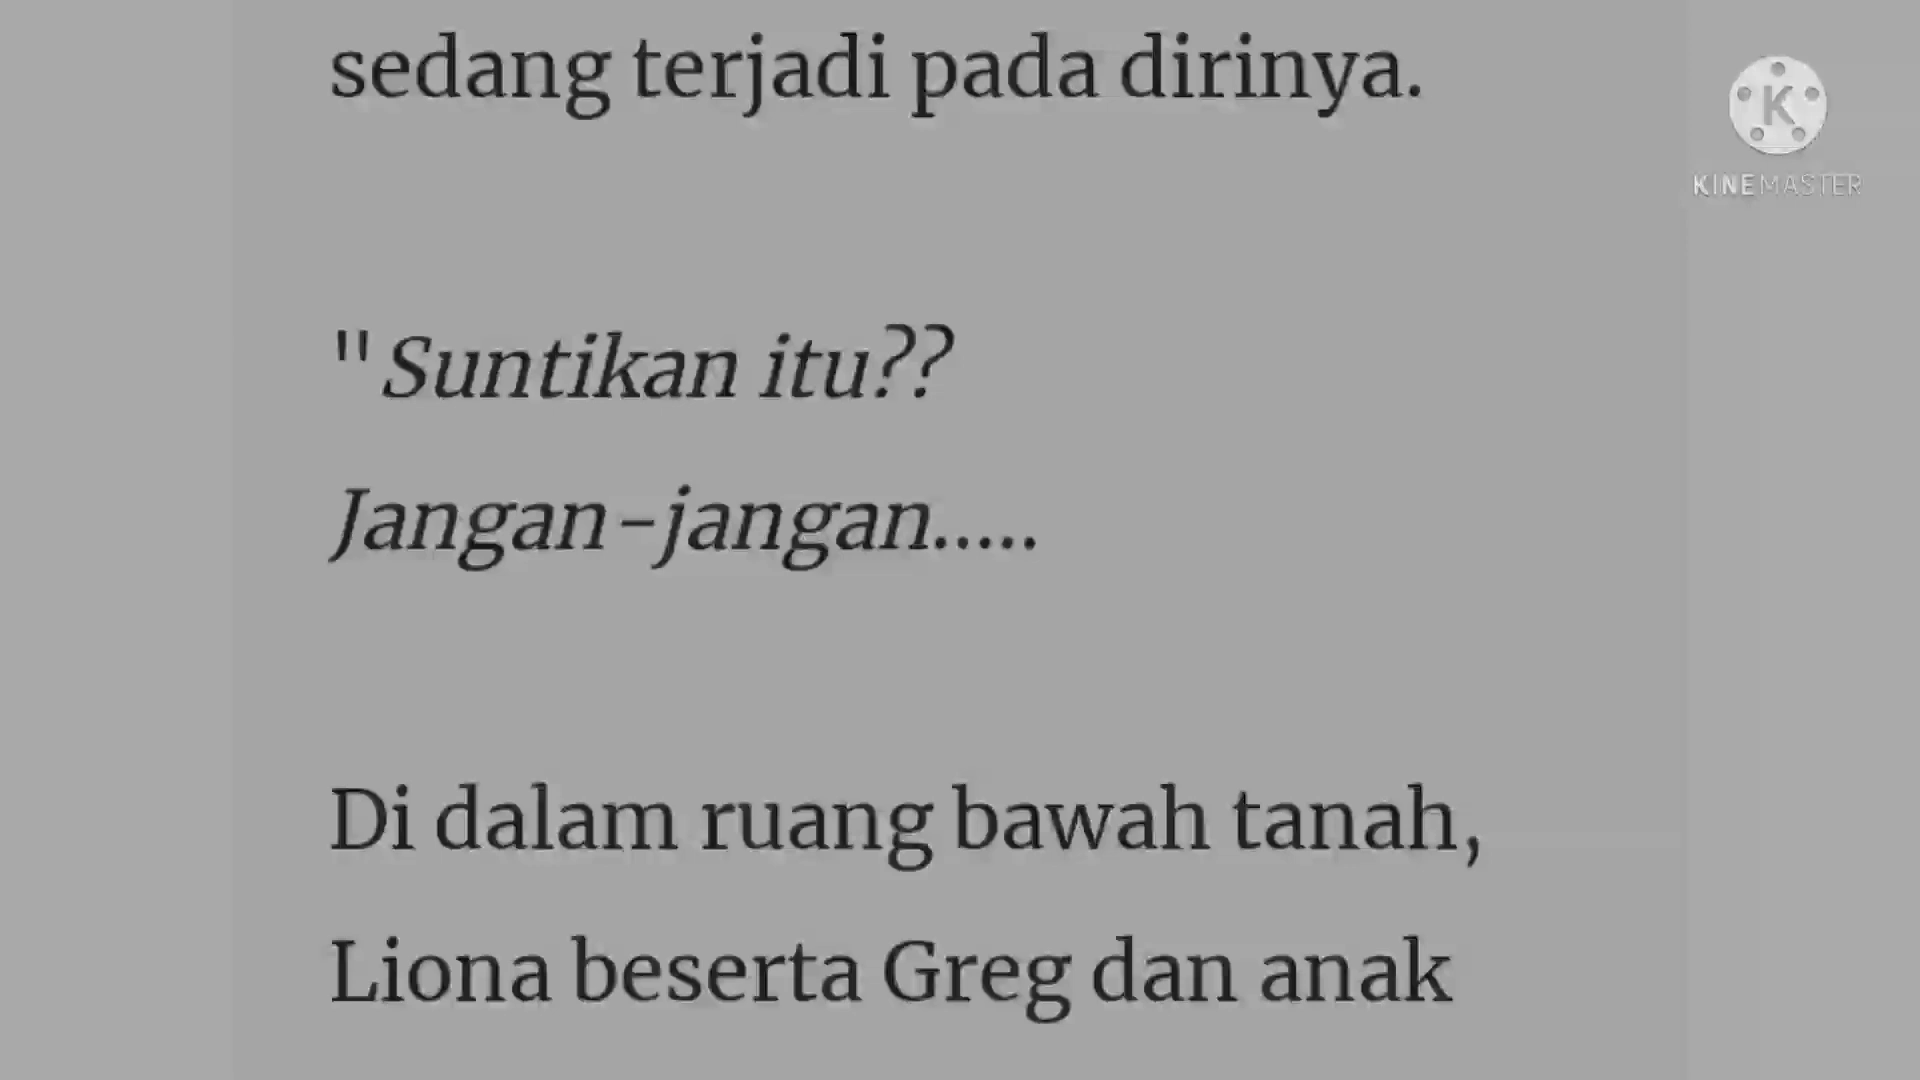 sedang terjadi pada dirinya.
KINEMASTER
"Suntikan itu??
Jangan-jangan.....
Di dalam ruang bawah tanah,
Liona beserta Greg dan anak